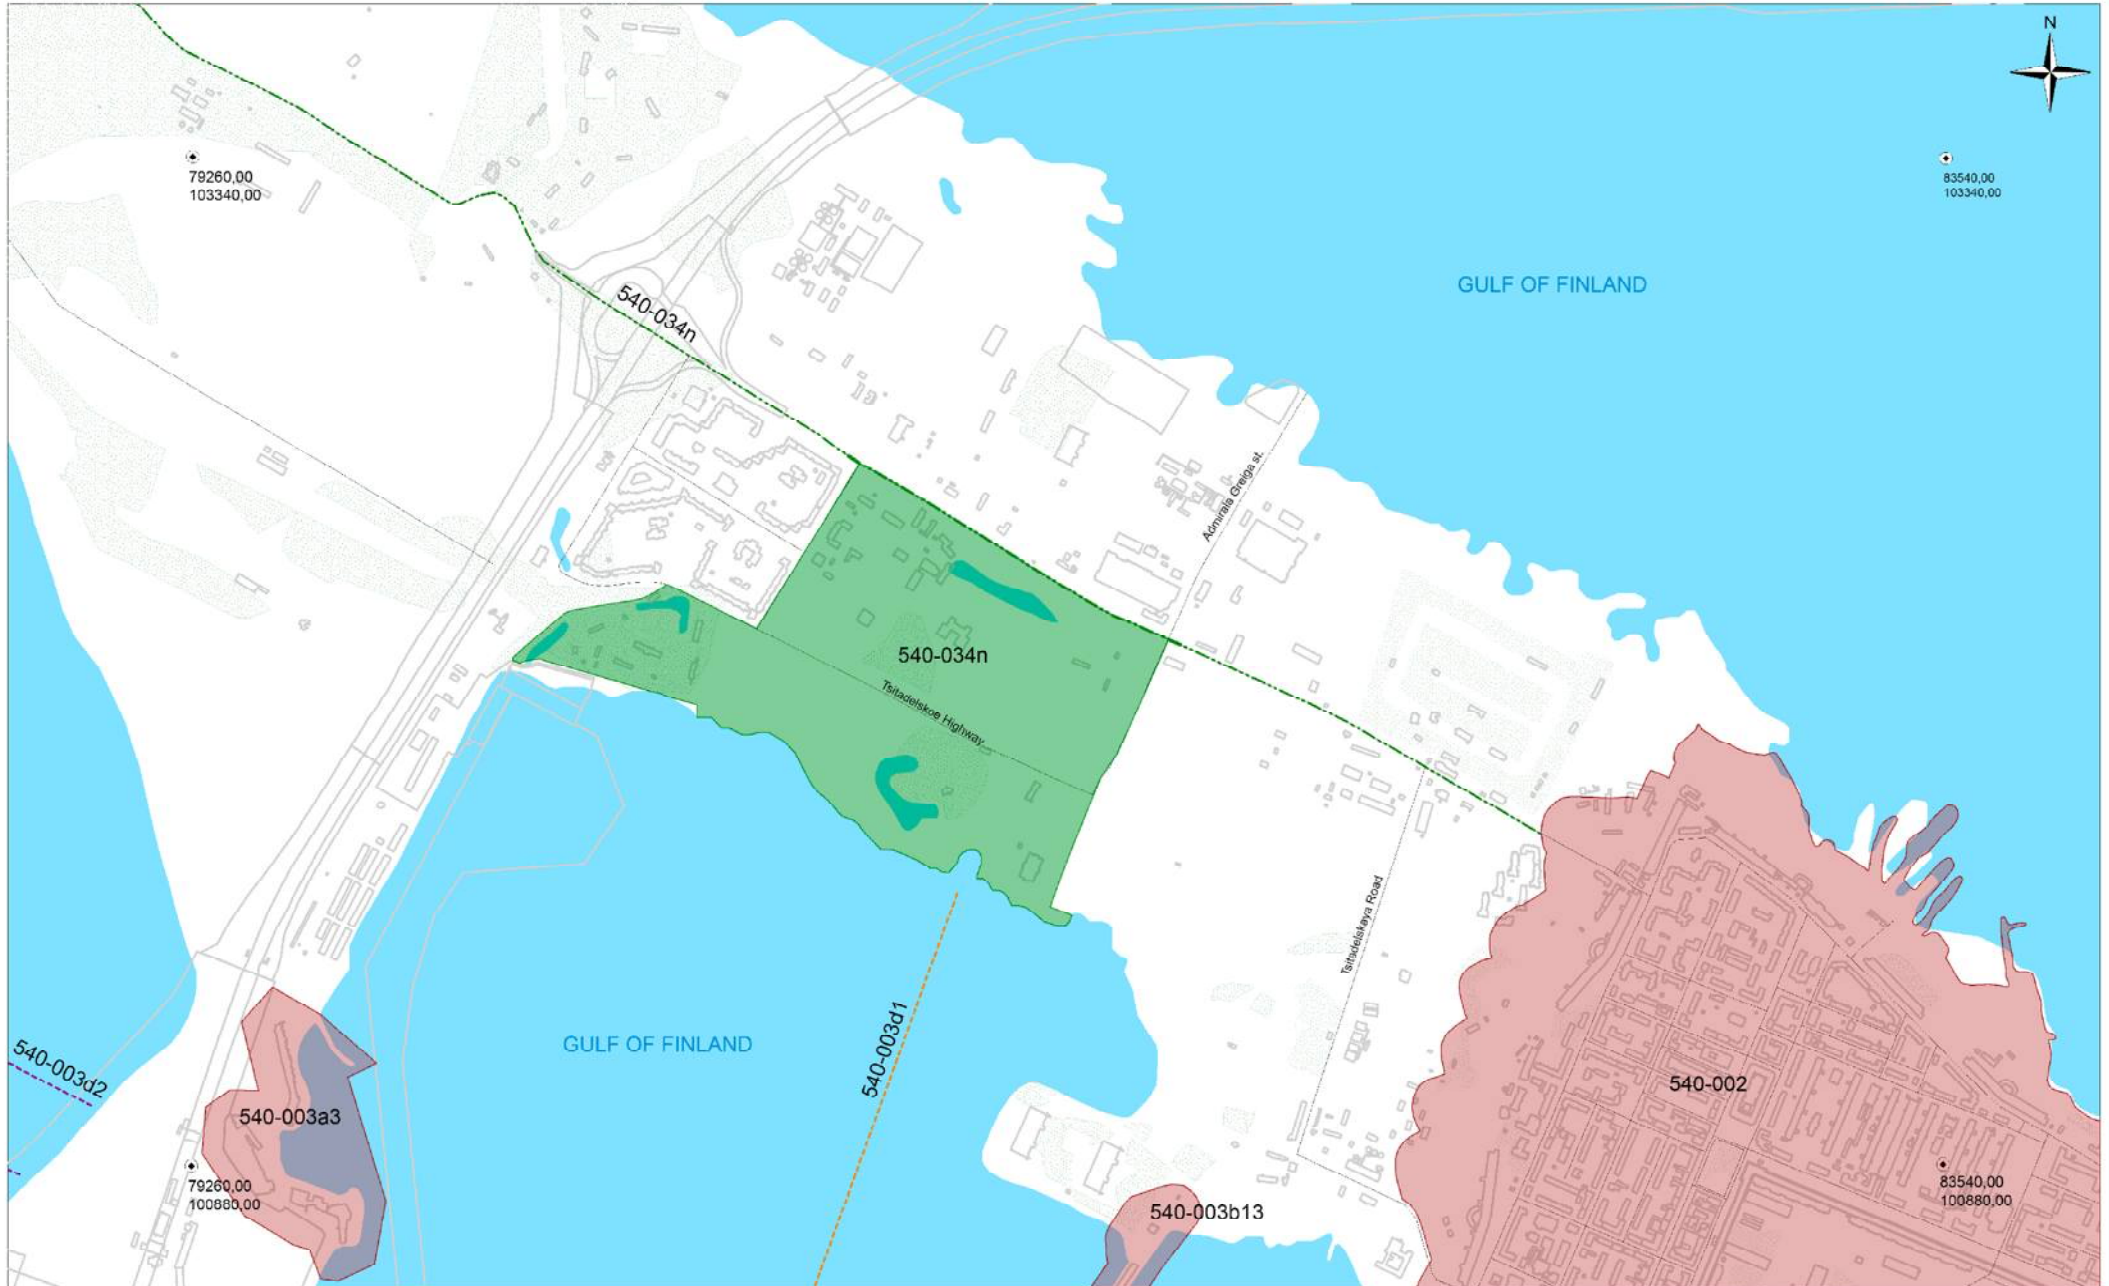 N
79260,00
103340,00
83540,00
103340,00
GULF OF FINLAND
540-034n
Admirala Greiga st.
540-034n
Tsitadelskoe Highway
Tsitadelskaya Road
540-003d1
GULF OF FINLAND
540-003d2
540-003a3
540-002
79260,00
100880,00
83540,00
100880,00
540-003b13